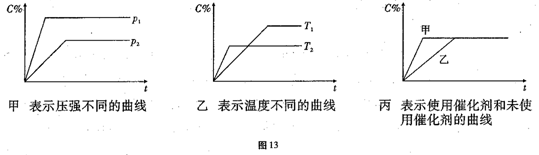 C%
p₁
p₂
t
甲 表示压强不同的曲线
C%
T₁
T₂
t
乙 表示温度不同的曲线
C%
甲
乙
t
丙 表示使用催化剂和未使
用催化剂的曲线
图13